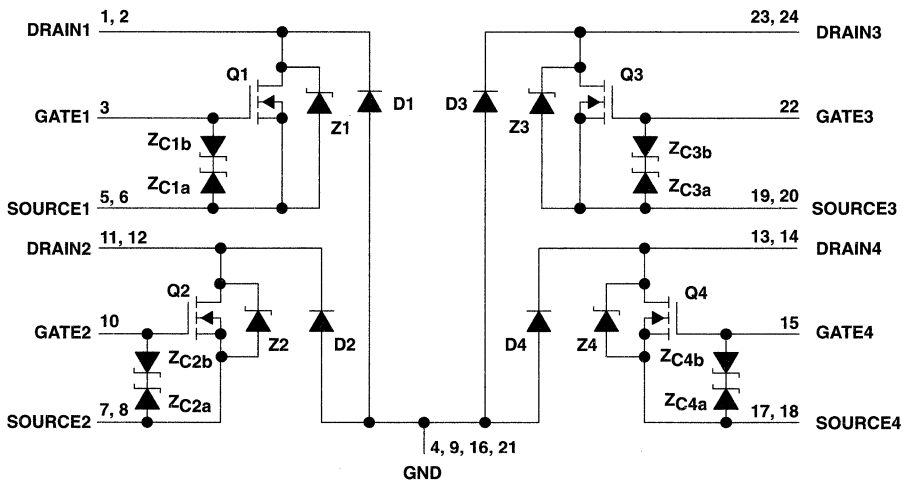 DRAIN1 1, 2 23, 24 DRAIN3
Q1 Z1 D1 D3 Z3 Q3
GATE1 3 22 GATE3
ZC1b ZC3b
ZC1a ZC3a
SOURCE1 5, 6 19, 20 SOURCE3
DRAIN2 11, 12 13, 14 DRAIN4
Q2 Z2 D2 D4 Z4 Q4
GATE2 10 15 GATE4
ZC2b ZC4b
ZC2a ZC4a
SOURCE2 7, 8 17, 18 SOURCE4
4, 9, 16, 21
GND